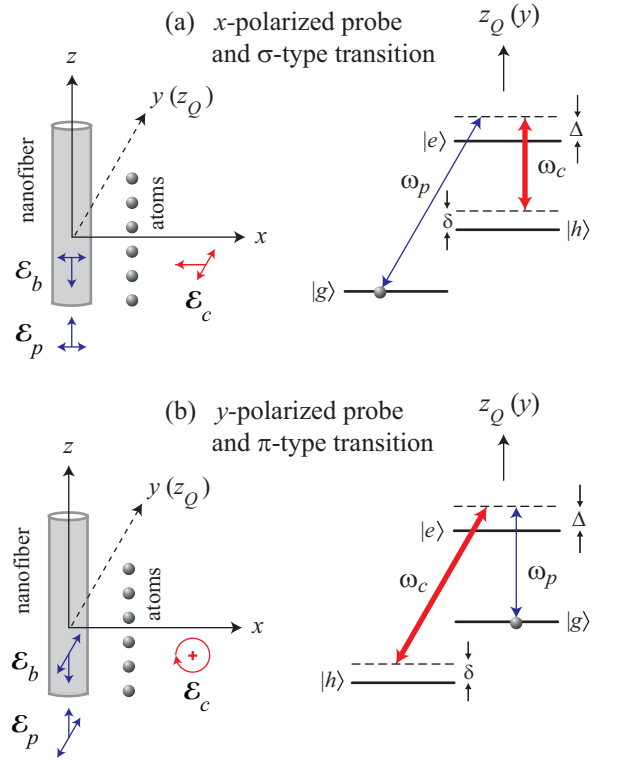 (a) x-polarized probe
and σ-type transition
z_Q (y)
z
y (z_Q)
nanofiber
atoms
x
ℰ_b
ℰ_c
ℰ_p
|e⟩
Δ
ω_p
ω_c
δ
|h⟩
|g⟩
(b) y-polarized probe
and π-type transition
z_Q (y)
z
y (z_Q)
nanofiber
atoms
x
ℰ_b
ℰ_c
ℰ_p
|e⟩
Δ
ω_c
ω_p
|g⟩
|h⟩
δ